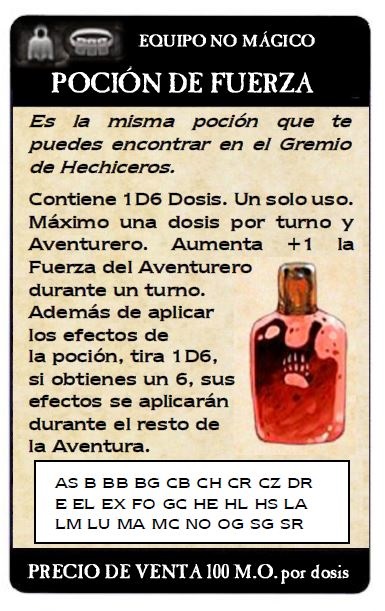 EQUIPO NO MÁGICO
POCIÓN DE FUERZA
Es la misma poción que te
puedes encontrar en el Gremio
de Hechiceros.
Contiene 1D6 Dosis. Un solo uso.
Máximo una dosis por turno y
Aventurero. Aumenta +1 la
Fuerza del Aventurero
durante un turno.
Además de aplicar
los efectos de
la poción, tira 1D6,
si obtienes un 6, sus
efectos se aplicarán
durante el resto de
la Aventura.
AS B BB BG CB CH CR CZ DR
E EL EX FO GC HE HL HS LA
LM LU MA MC NO OG SG SR
PRECIO DE VENTA 100 M.O. por dosis